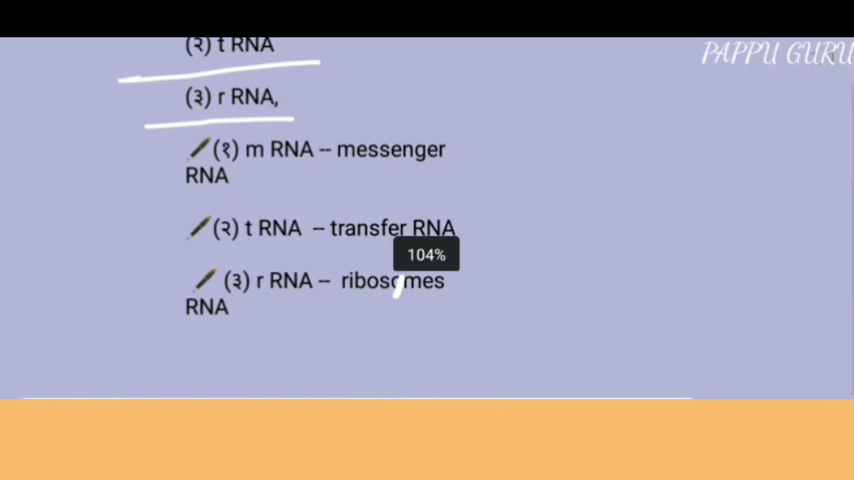 (२) t RNA
PAPPU GURU
(३) r RNA,
(१) m RNA -- messenger
RNA
(२) t RNA -- transfer RNA
104%
(३) r RNA -- ribosomes
RNA